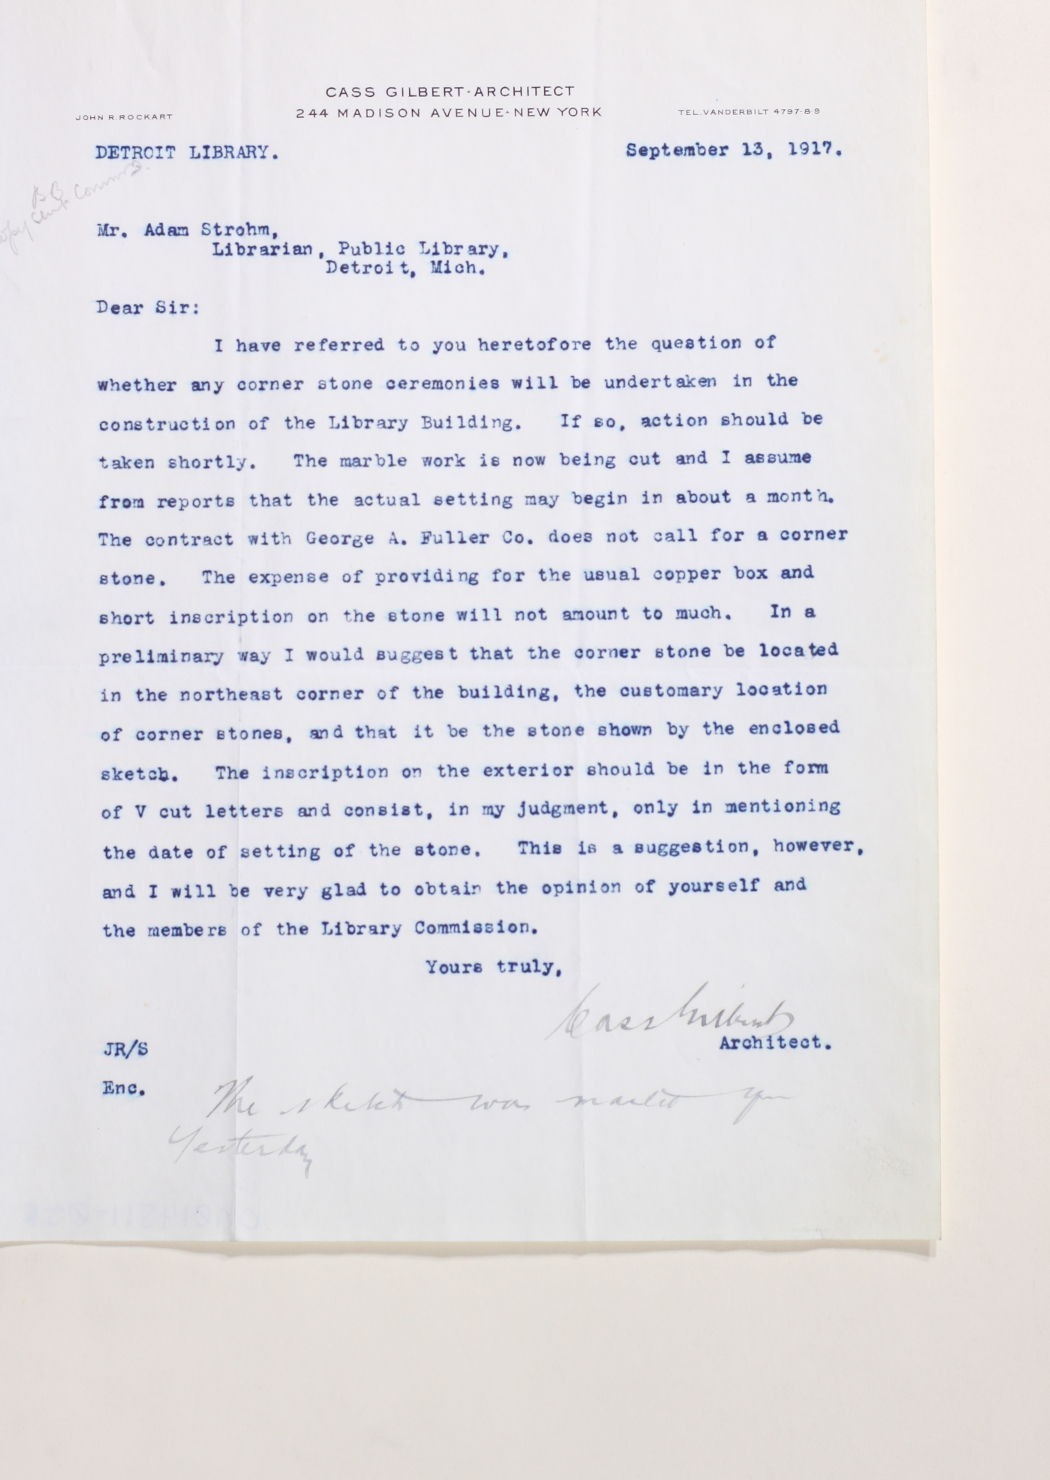 CASS GILBERT-ARCHITECT
244 MADISON AVENUE-NEW YORK
JOHN R. ROCKART
TEL. VANDERBILT 4797-8-9
DETROIT LIBRARY.
September 13, 1917.
Mr. Adam Strohm,
Librarian, Public Library,
Detroit, Mich.
Dear Sir:
I have referred to you heretofore the question of
whether any corner stone ceremonies will be undertaken in the
construction of the Library Building. If so, action should be
taken shortly. The marble work is now being cut and I assume
from reports that the actual setting may begin in about a month.
The contract with George A. Fuller Co. does not call for a corner
stone. The expense of providing for the usual copper box and
short inscription on the stone will not amount to much. In a
preliminary way I would suggest that the corner stone be located
in the northeast corner of the building, the customary location
of corner stones, and that it be the stone shown by the enclosed
sketch. The inscription on the exterior should be in the form
of V cut letters and consist, in my judgment, only in mentioning
the date of setting of the stone. This is a suggestion, however,
and I will be very glad to obtain the opinion of yourself and
the members of the Library Commission.
Yours truly,
Cass Gilbert
Architect.
JR/S
Enc.
The sketch was mailed you
Yesterday